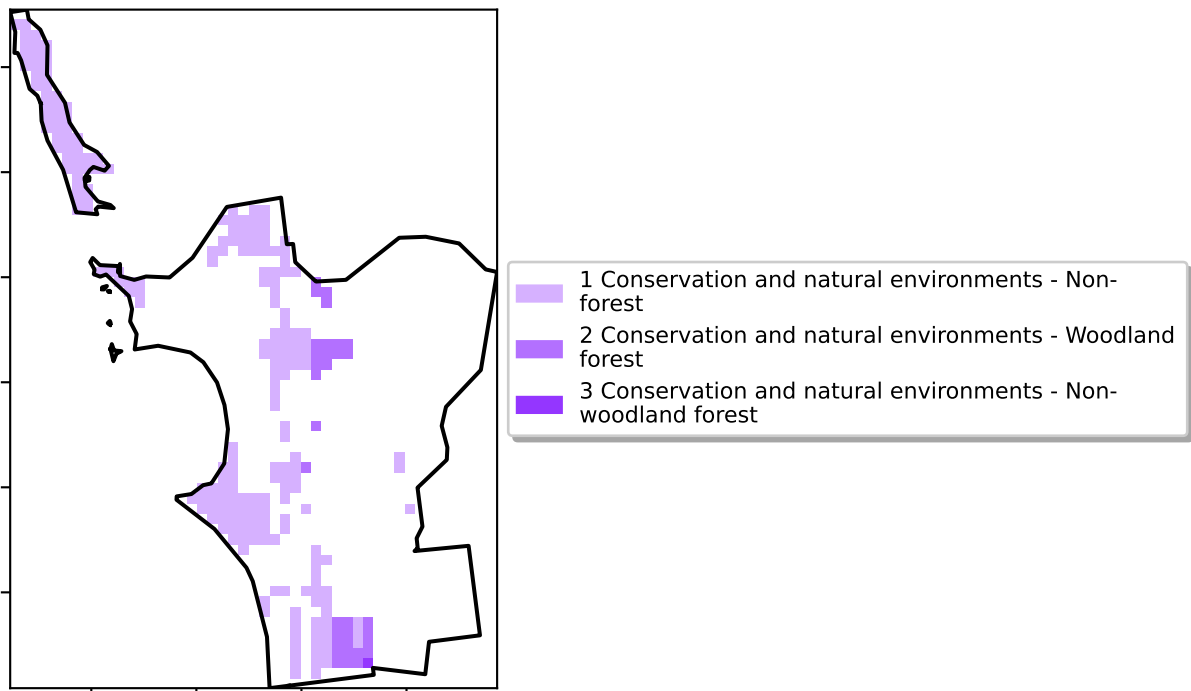 1 Conservation and natural environments - Non-
forest
2 Conservation and natural environments - Woodland
forest
3 Conservation and natural environments - Non-
woodland forest